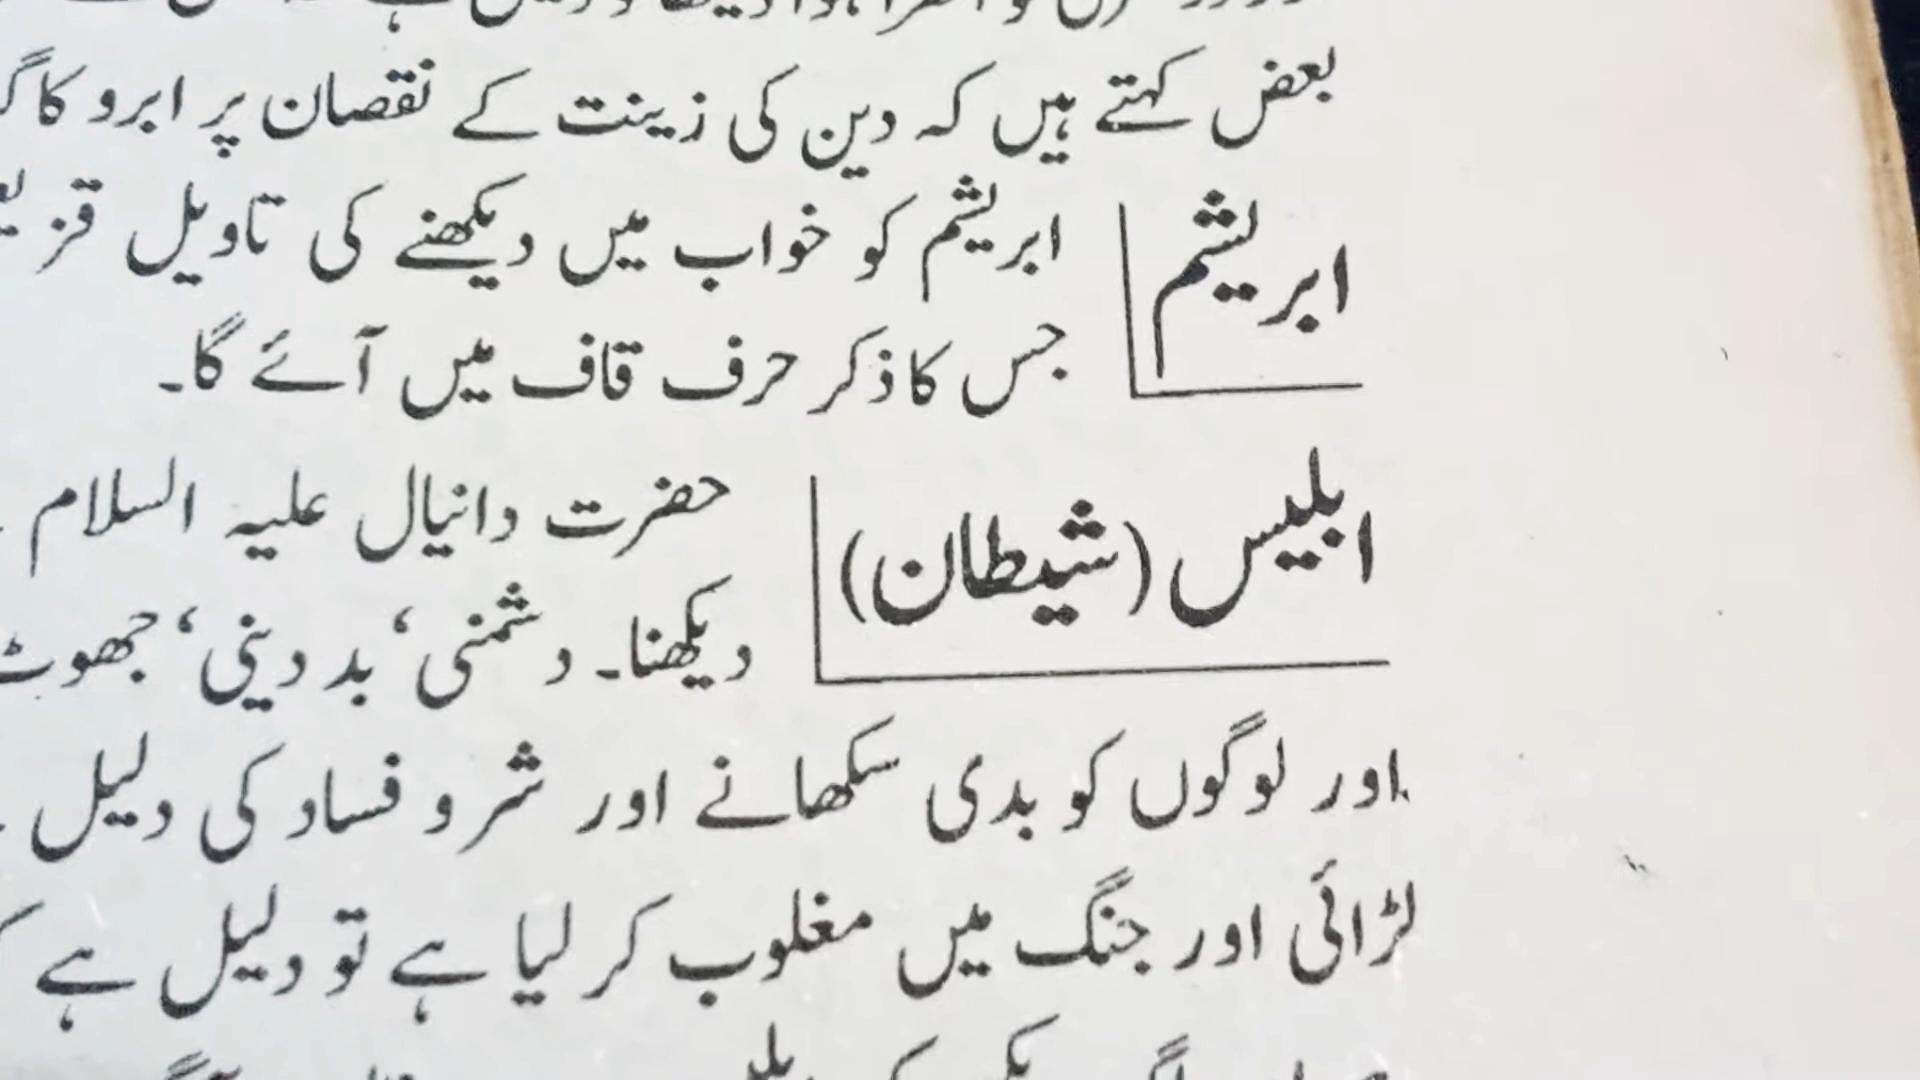 بعض کہتے ہیں کہ دین کی زینت کے نقصان پر ابرو کا
ابریشم
ابریشم کو خواب میں دیکھنے کی تاویل قز
جس کا ذکر حرف قاف میں آئے گا۔
ابلیس (شیطان)
حضرت دانیال علیہ السلام
دیکھنا۔ دشمنی، بد دینی، جھوٹ
اور لوگوں کو بدی سکھانے اور شر و فساد کی دلیل
لڑائی اور جنگ میں مغلوب کر لیا ہے تو دلیل ہے